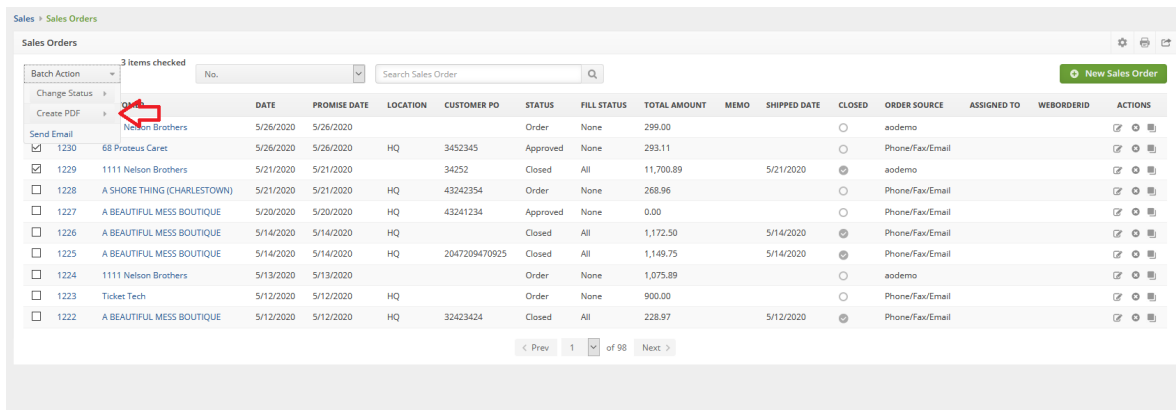 Sales › Sales Orders
Sales Orders
3 items checked
Batch Action No. Search Sales Order New Sales Order
Change Status
Create PDF
Send Email
DATE PROMISE DATE LOCATION CUSTOMER PO STATUS FILL STATUS TOTAL AMOUNT MEMO SHIPPED DATE CLOSED ORDER SOURCE ASSIGNED TO WEBORDERID ACTIONS
Nelson Brothers 5/26/2020 5/26/2020 Order None 299.00 aodemo
1230 68 Proteus Caret 5/26/2020 5/26/2020 HQ 3452345 Approved None 293.11 Phone/Fax/Email
1229 1111 Nelson Brothers 5/21/2020 5/21/2020 34252 Closed All 11,700.89 5/21/2020 aodemo
1228 A SHORE THING (CHARLESTOWN) 5/21/2020 5/21/2020 HQ 43242354 Order None 268.96 Phone/Fax/Email
1227 A BEAUTIFUL MESS BOUTIQUE 5/20/2020 5/20/2020 HQ 43241234 Approved None 0.00 Phone/Fax/Email
1226 A BEAUTIFUL MESS BOUTIQUE 5/14/2020 5/14/2020 HQ Closed All 1,172.50 5/14/2020 Phone/Fax/Email
1225 A BEAUTIFUL MESS BOUTIQUE 5/14/2020 5/14/2020 HQ 2047209470925 Closed All 1,149.75 5/14/2020 Phone/Fax/Email
1224 1111 Nelson Brothers 5/13/2020 5/13/2020 Order None 1,075.89 aodemo
1223 Ticket Tech 5/12/2020 5/12/2020 HQ Order None 900.00 Phone/Fax/Email
1222 A BEAUTIFUL MESS BOUTIQUE 5/12/2020 5/12/2020 HQ 32423424 Closed All 228.97 5/12/2020 Phone/Fax/Email
< Prev 1 of 98 Next >